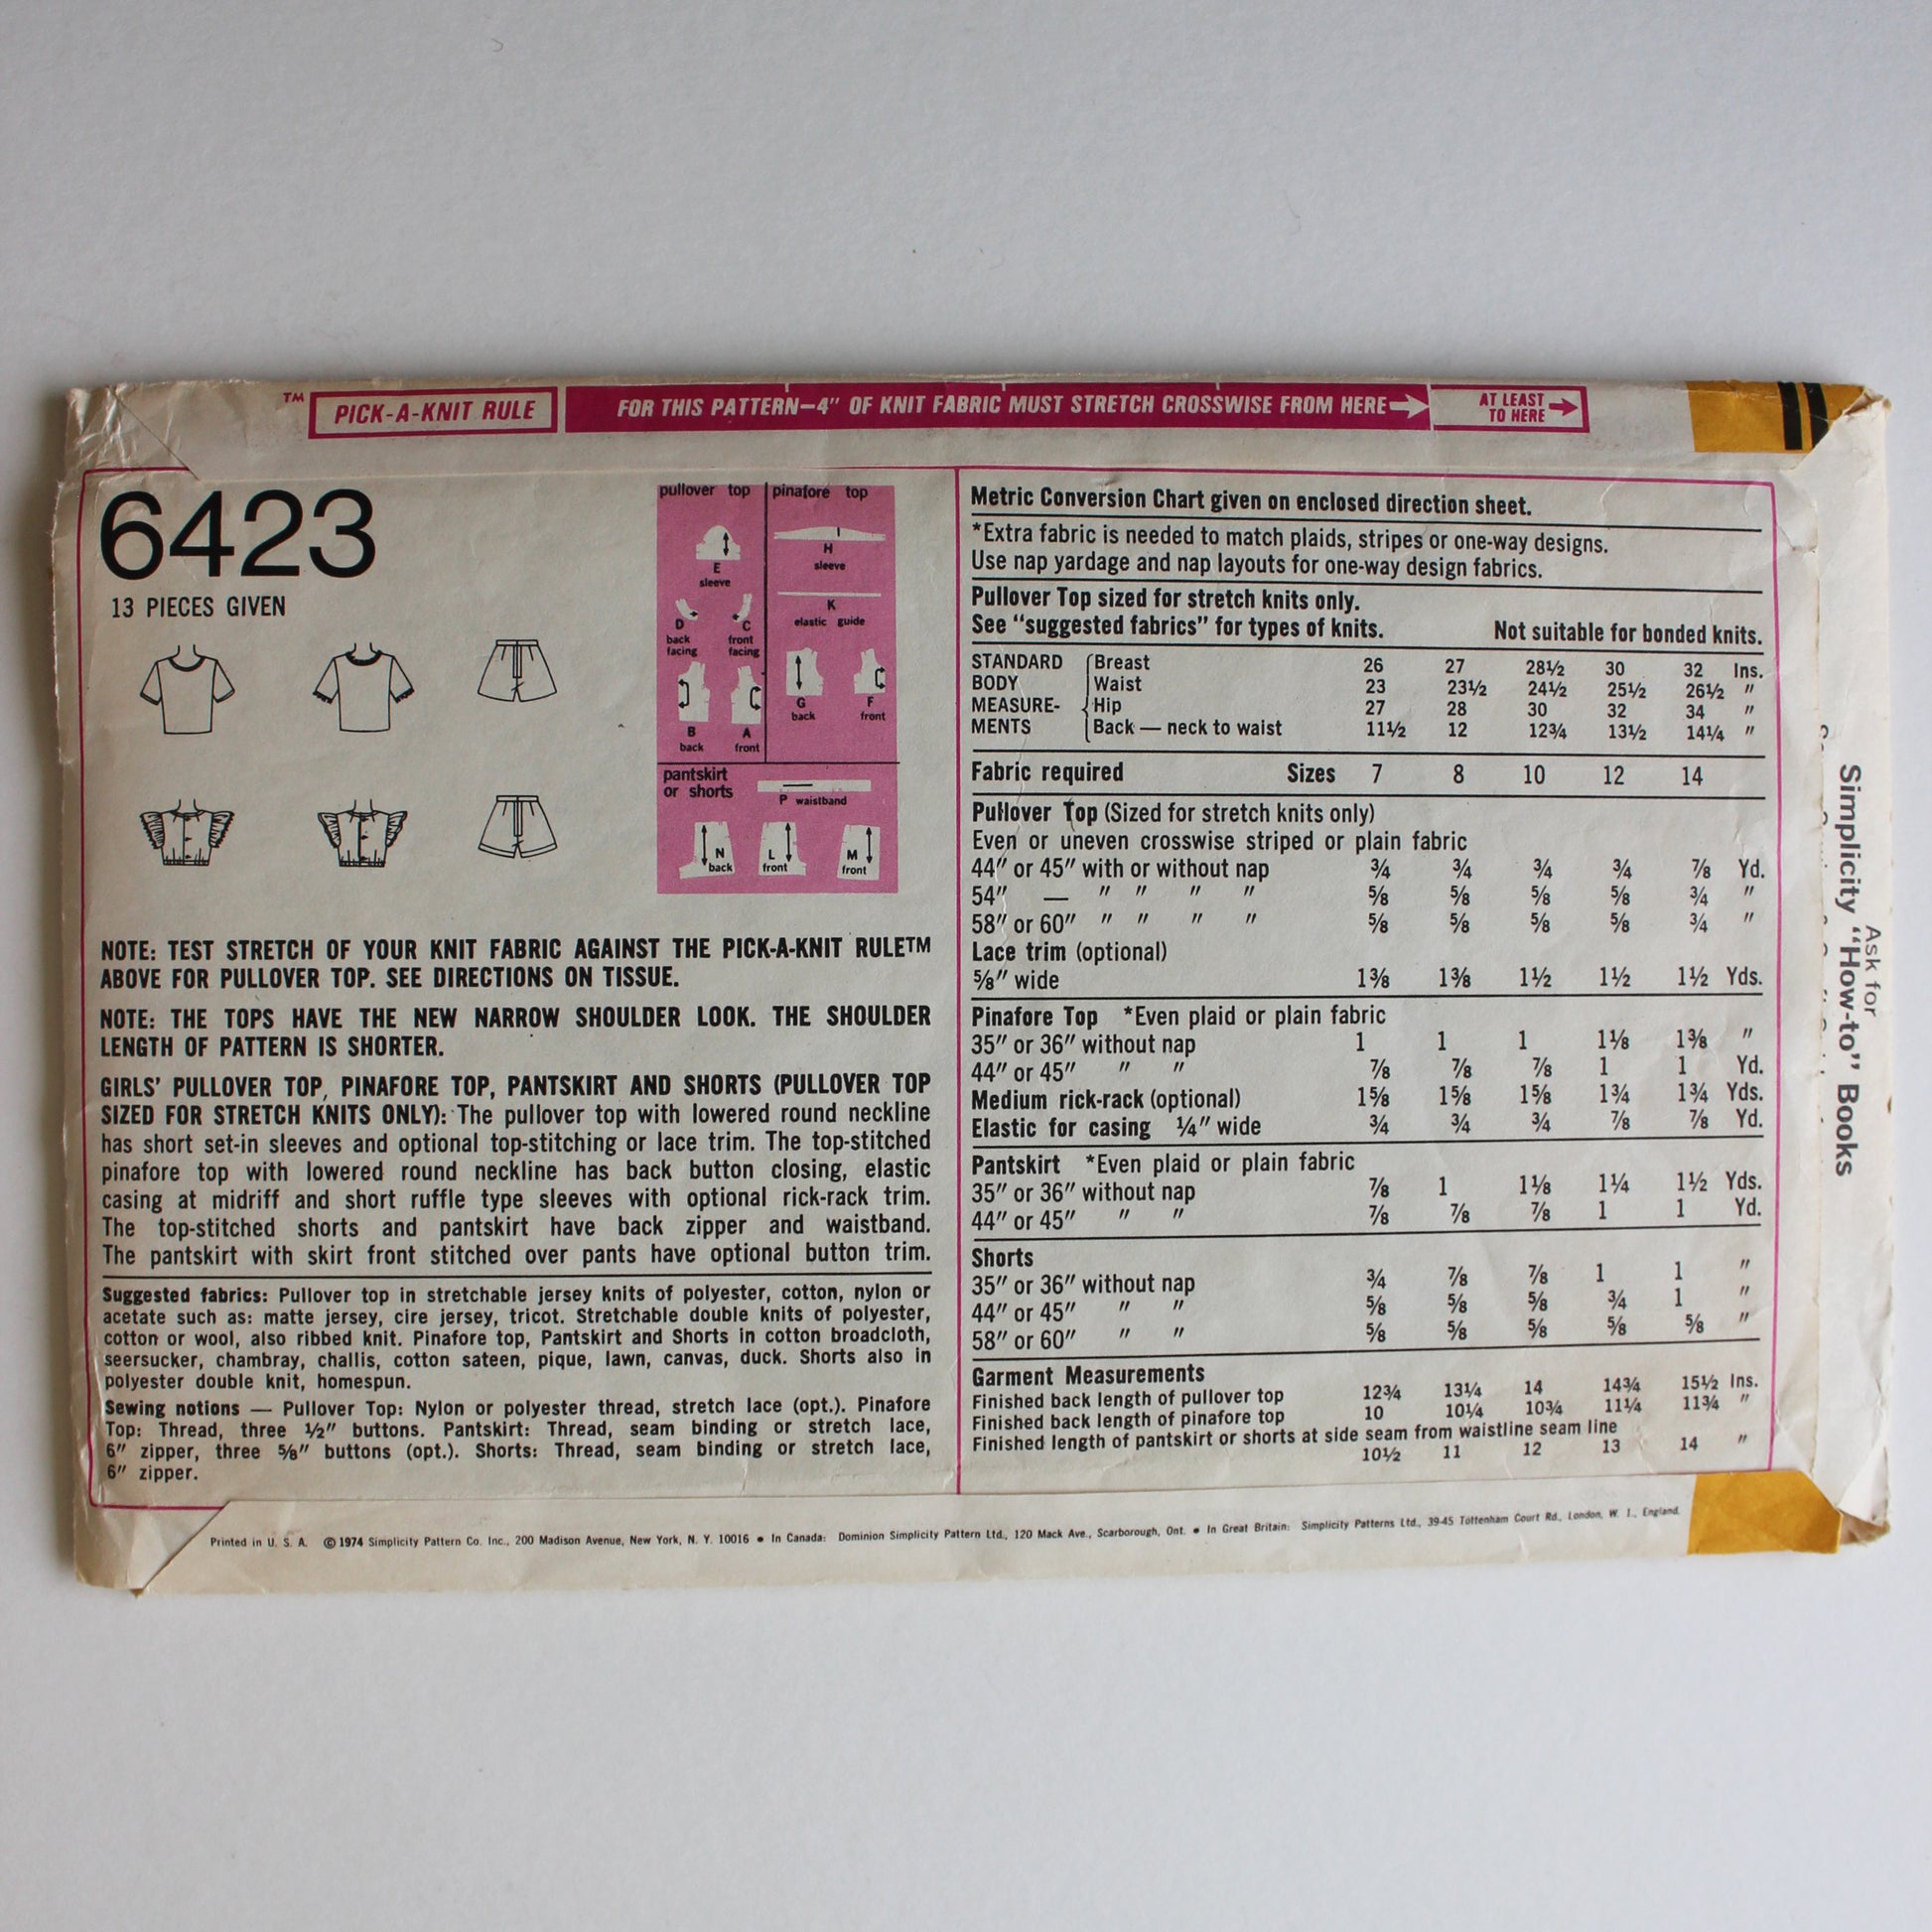 ™ PICK-A-KNIT RULE
FOR THIS PATTERN—4″ OF KNIT FABRIC MUST STRETCH CROSSWISE FROM HERE
AT LEAST
TO HERE
6423
13 PIECES GIVEN
pullover top
pinafore top
E
sleeve
H
sleeve
D
back
facing
C
front
facing
K
elastic guide
B
back
A
front
G
back
F
front
pantskirt
or shorts
P waistband
N
back
L
front
M
front
NOTE: TEST STRETCH OF YOUR KNIT FABRIC AGAINST THE PICK-A-KNIT RULE™
ABOVE FOR PULLOVER TOP. SEE DIRECTIONS ON TISSUE.
NOTE: THE TOPS HAVE THE NEW NARROW SHOULDER LOOK. THE SHOULDER
LENGTH OF PATTERN IS SHORTER.
GIRLS' PULLOVER TOP, PINAFORE TOP, PANTSKIRT AND SHORTS (PULLOVER TOP
SIZED FOR STRETCH KNITS ONLY): The pullover top with lowered round neckline
has short set-in sleeves and optional top-stitching or lace trim. The top-stitched
pinafore top with lowered round neckline has back button closing, elastic
casing at midriff and short ruffle type sleeves with optional rick-rack trim.
The top-stitched shorts and pantskirt have back zipper and waistband.
The pantskirt with skirt front stitched over pants have optional button trim.
Suggested fabrics: Pullover top in stretchable jersey knits of polyester, cotton, nylon or
acetate such as: matte jersey, cire jersey, tricot. Stretchable double knits of polyester,
cotton or wool, also ribbed knit. Pinafore top, Pantskirt and Shorts in cotton broadcloth,
seersucker, chambray, challis, cotton sateen, pique, lawn, canvas, duck. Shorts also in
polyester double knit, homespun.
Sewing notions — Pullover Top: Nylon or polyester thread, stretch lace (opt.). Pinafore
Top: Thread, three ½″ buttons. Pantskirt: Thread, seam binding or stretch lace,
6″ zipper, three ⅝″ buttons (opt.). Shorts: Thread, seam binding or stretch lace,
6″ zipper.
Metric Conversion Chart given on enclosed direction sheet.
*Extra fabric is needed to match plaids, stripes or one-way designs.
Use nap yardage and nap layouts for one-way design fabrics.
Pullover Top sized for stretch knits only.
See "suggested fabrics" for types of knits. Not suitable for bonded knits.
STANDARD Breast 26 27 28½ 30 32 Ins.
BODY Waist 23 23½ 24½ 25½ 26½ ″
MEASURE- Hip 27 28 30 32 34 ″
MENTS Back — neck to waist 11½ 12 12¾ 13½ 14¼ ″
Fabric required Sizes 7 8 10 12 14
Pullover Top (Sized for stretch knits only)
Even or uneven crosswise striped or plain fabric
44″ or 45″ with or without nap ¾ ¾ ¾ ¾ ⅞ Yd.
54″ — ″ ″ ″ ″ ⅝ ⅝ ⅝ ⅝ ¾ ″
58″ or 60″ ″ ″ ″ ″ ⅝ ⅝ ⅝ ⅝ ¾ ″
Lace trim (optional)
⅝″ wide 1⅜ 1⅜ 1½ 1½ 1½ Yds.
Pinafore Top *Even plaid or plain fabric
35″ or 36″ without nap 1 1 1 1⅛ 1⅜ ″
44″ or 45″ ″ ″ ⅞ ⅞ ⅞ 1 1 Yd.
Medium rick-rack (optional) 1⅝ 1⅝ 1⅝ 1¾ 1¾ Yds.
Elastic for casing ¼″ wide ¾ ¾ ¾ ⅞ ⅞ Yd.
Pantskirt *Even plaid or plain fabric
35″ or 36″ without nap ⅞ 1 1⅛ 1¼ 1½ Yds.
44″ or 45″ ″ ″ ⅞ ⅞ ⅞ 1 1 Yd.
Shorts
35″ or 36″ without nap ¾ ⅞ ⅞ 1 1 ″
44″ or 45″ ″ ″ ⅝ ⅝ ⅝ ¾ 1 ″
58″ or 60″ ″ ″ ⅝ ⅝ ⅝ ⅝ ⅝ ″
Garment Measurements
Finished back length of pullover top 12¾ 13¼ 14 14¾ 15½ Ins.
Finished back length of pinafore top 10 10¼ 10¾ 11¼ 11¾ ″
Finished length of pantskirt or shorts at side seam from waistline seam line
10½ 11 12 13 14 ″
Printed in U. S. A. ©1974 Simplicity Pattern Co. Inc., 200 Madison Avenue, New York, N. Y. 10016 • In Canada: Dominion Simplicity Pattern Ltd., 120 Mack Ave., Scarborough, Ont. • In Great Britain: Simplicity Patterns Ltd., 39-45 Tottenham Court Rd., London, W. 1., England.
Ask for
Simplicity "How-to" Books